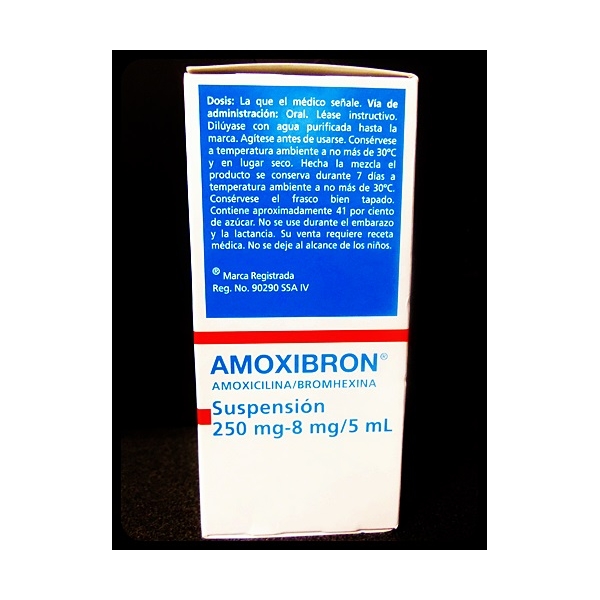 Dosis: La que el médico señale. Vía de
administración: Oral. Léase instructivo.
Dilúyase con agua purificada hasta la
marca. Agítese antes de usarse. Consérvese
a temperatura ambiente a no más de 30°C
y en lugar seco. Hecha la mezcla el
producto se conserva durante 7 días a
temperatura ambiente a no más de 30°C.
Consérvese el frasco bien tapado.
Contiene aproximadamente 41 por ciento
de azúcar. No se use durante el embarazo
y la lactancia. Su venta requiere receta
médica. No se deje al alcance de los niños.
® Marca Registrada
Reg. No. 90290 SSA IV
AMOXIBRON®
AMOXICILINA/BROMHEXINA
Suspensión
250 mg-8 mg/5 mL